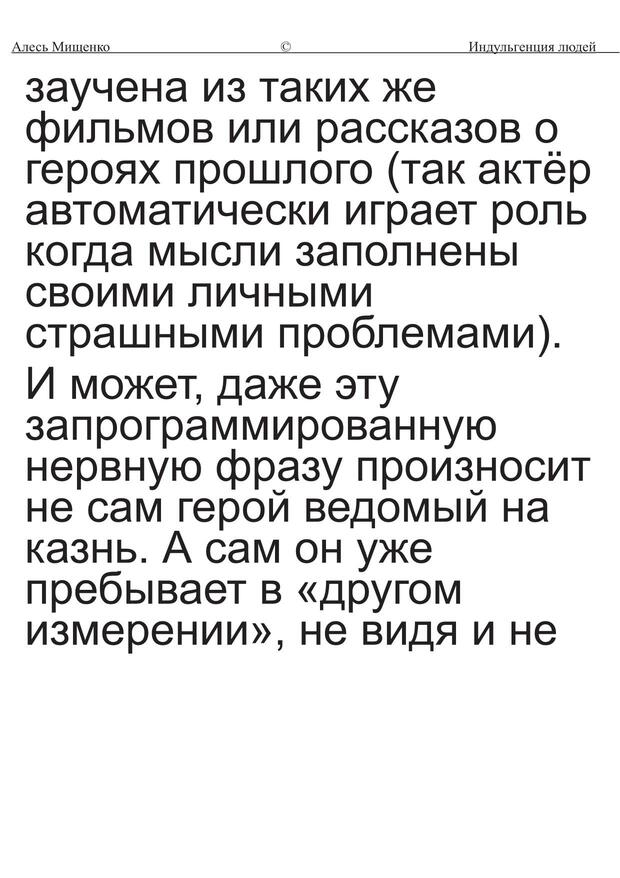 Алесь Мищенко © Индульгенция людей
заучена из таких же
фильмов или рассказов о
героях прошлого (так актёр
автоматически играет роль
когда мысли заполнены
своими личными
страшными проблемами).
И может, даже эту
запрограммированную
нервную фразу произносит
не сам герой ведомый на
казнь. А сам он уже
пребывает в «другом
измерении», не видя и не